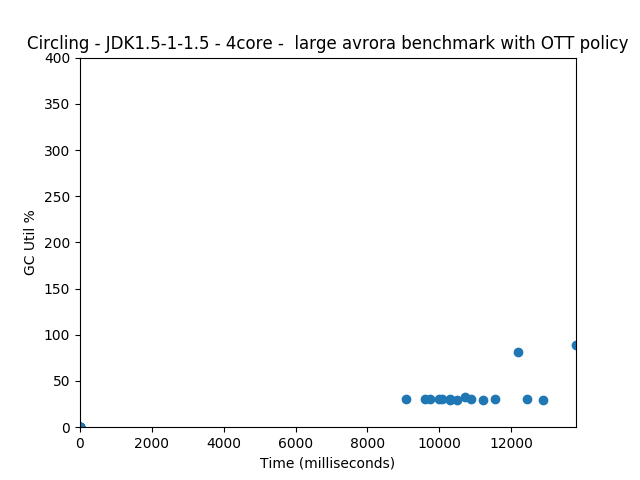 Circling - JDK1.5-1-1.5 - 4core -  large avrora benchmark with OTT policy
400
350
300
250
200
150
100
50
0
GC Util %
0 2000 4000 6000 8000 10000 12000
Time (milliseconds)